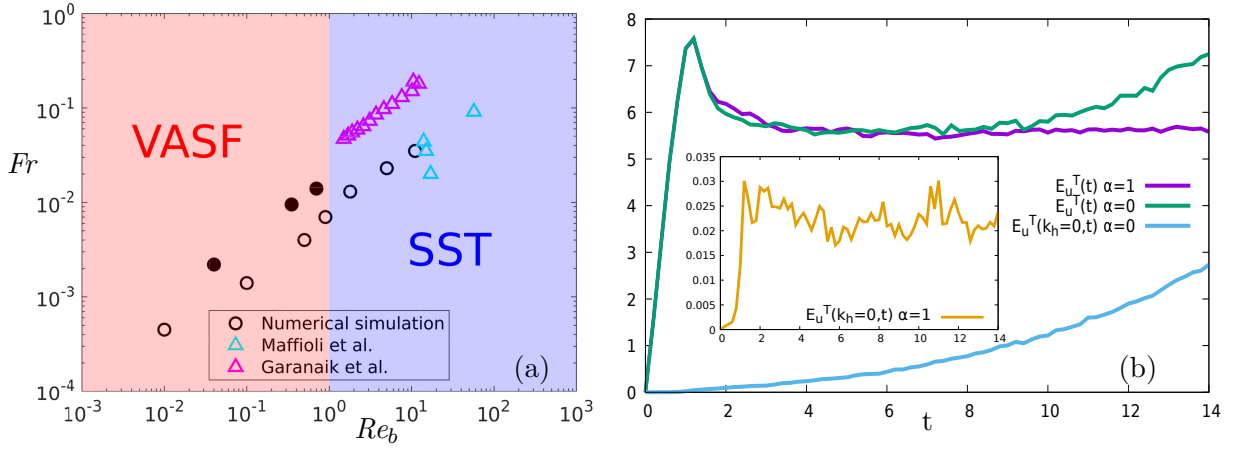 10^0
10^-1
10^-2
10^-3
10^-4
Fr
VASF
SST
Numerical simulation
Maffioli et al.
Garanaik et al.
(a)
10^-3 10^-2 10^-1 10^0 10^1 10^2 10^3
Re_b
8
7
6
5
4
3
2
1
0
0.035
0.03
0.025
0.02
0.015
0.01
0.005
0
E_u^T(k_h=0,t) α=1
0 2 4 6 8 10 12 14
E_u^T(t) α=1
E_u^T(t) α=0
E_u^T(k_h=0,t) α=0
(b)
0 2 4 6 8 10 12 14
t